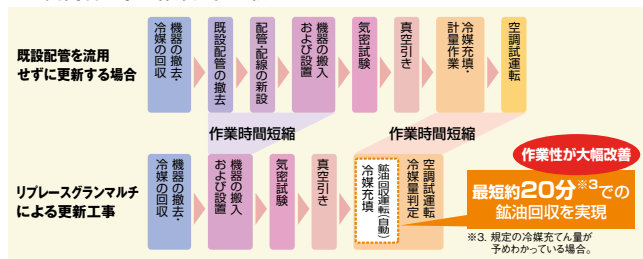 既設配管を流用
せずに更新する場合
機器の撤去・
冷媒の回収
既設配管の撤去
配管・配線の新設
機器の搬入
および設置
気密試験
真空引き
冷媒充填・
計量作業
空調試運転
作業時間短縮
作業時間短縮
リプレースグランマルチ
による更新工事
機器の撤去・
冷媒の回収
機器の搬入
および設置
気密試験
真空引き
鉱油回収運転（自動）
冷媒充填
空調試運転
冷媒量判定
作業性が大幅改善
最短約20分※3での
鉱油回収を実現
※3. 規定の冷媒充てん量が
予めわかっている場合。